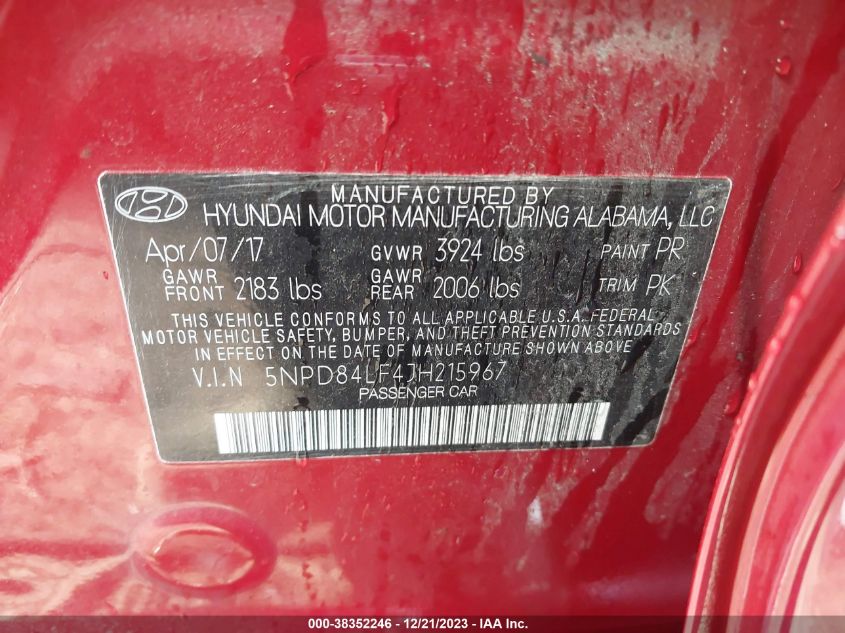 MANUFACTURED BY
HYUNDAI MOTOR MANUFACTURING ALABAMA, LLC
Apr/07/17 GVWR 3924 lbs PAINT PR
GAWR FRONT 2183 lbs GAWR REAR 2006 lbs TRIM PK
THIS VEHICLE CONFORMS TO ALL APPLICABLE U.S.A. FEDERAL
MOTOR VEHICLE SAFETY, BUMPER, AND THEFT PREVENTION STANDARDS
IN EFFECT ON THE DATE OF MANUFACTURE SHOWN ABOVE.
V.I.N 5NPD84LF4JH215967
PASSENGER CAR
000-38352246 - 12/21/2023 - IAA Inc.